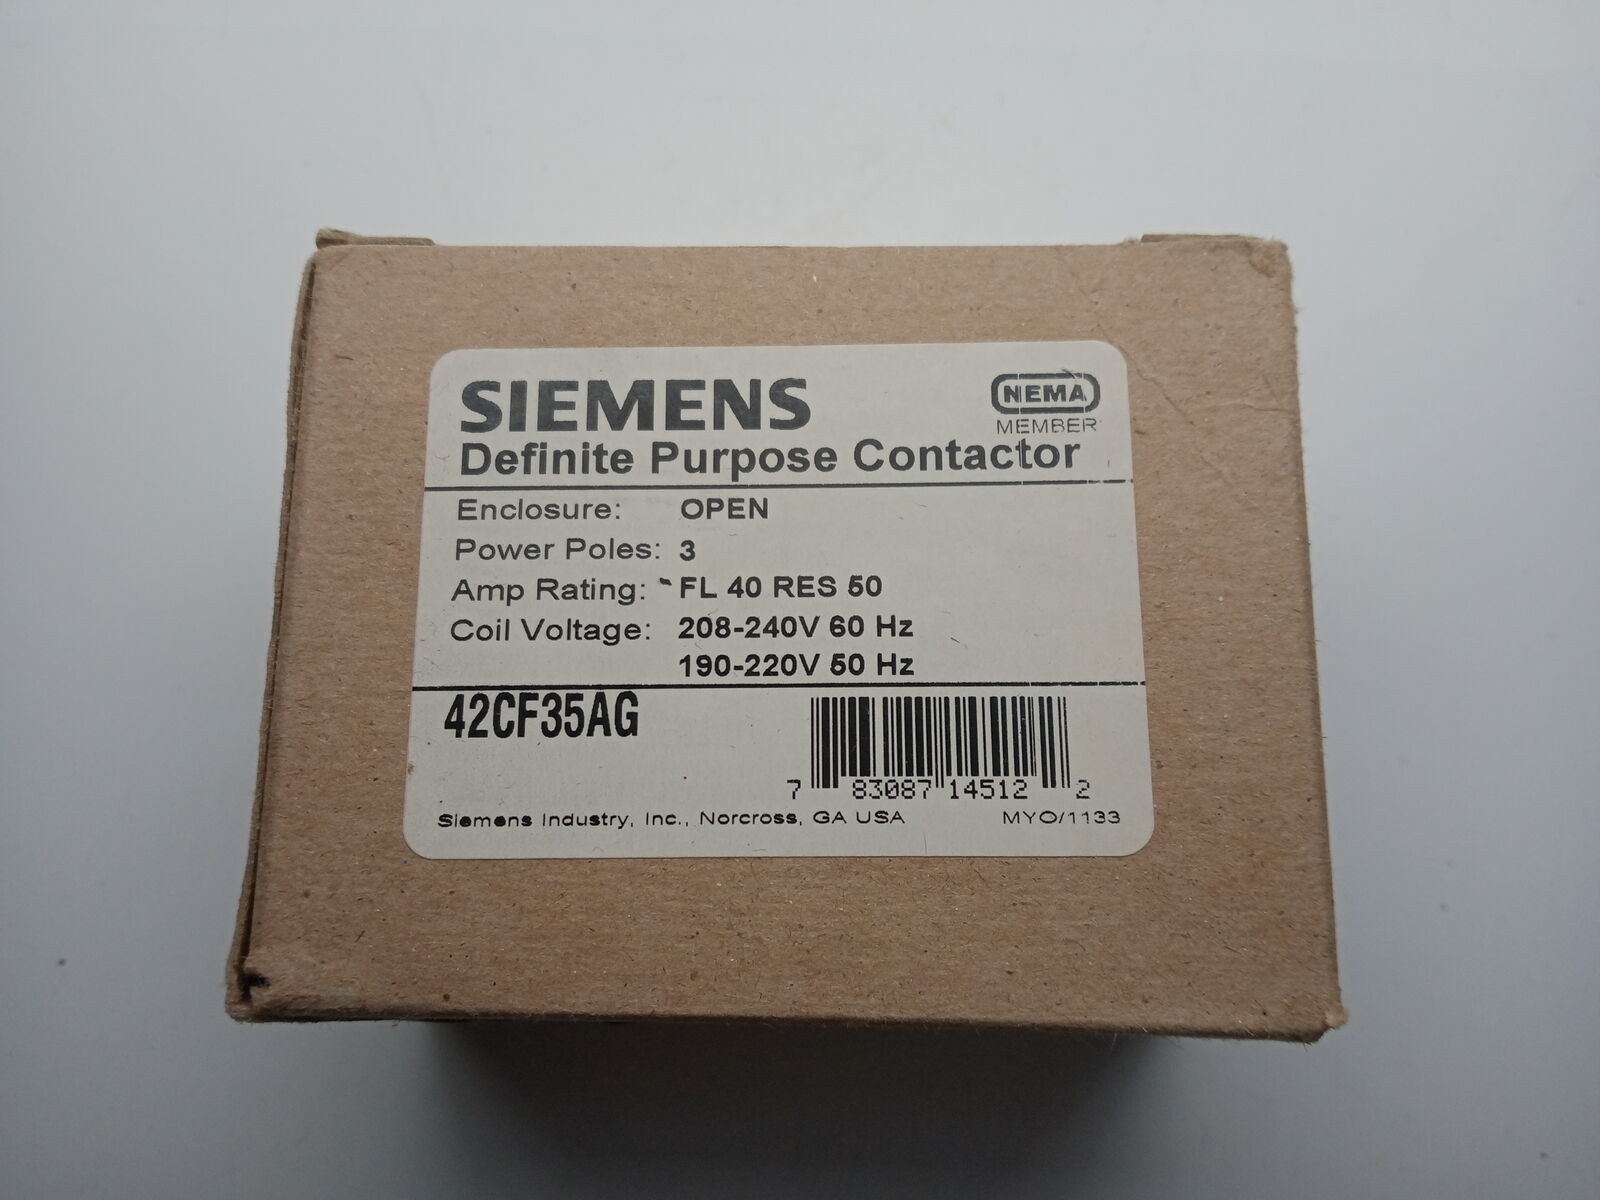 SIEMENS
NEMA
MEMBER
Definite Purpose Contactor
Enclosure: OPEN
Power Poles: 3
Amp Rating: FL 40 RES 50
Coil Voltage: 208-240V 60 Hz
190-220V 50 Hz
42CF35AG
7 83087 14512 2
Siemens Industry, Inc., Norcross, GA USA MYO/1133